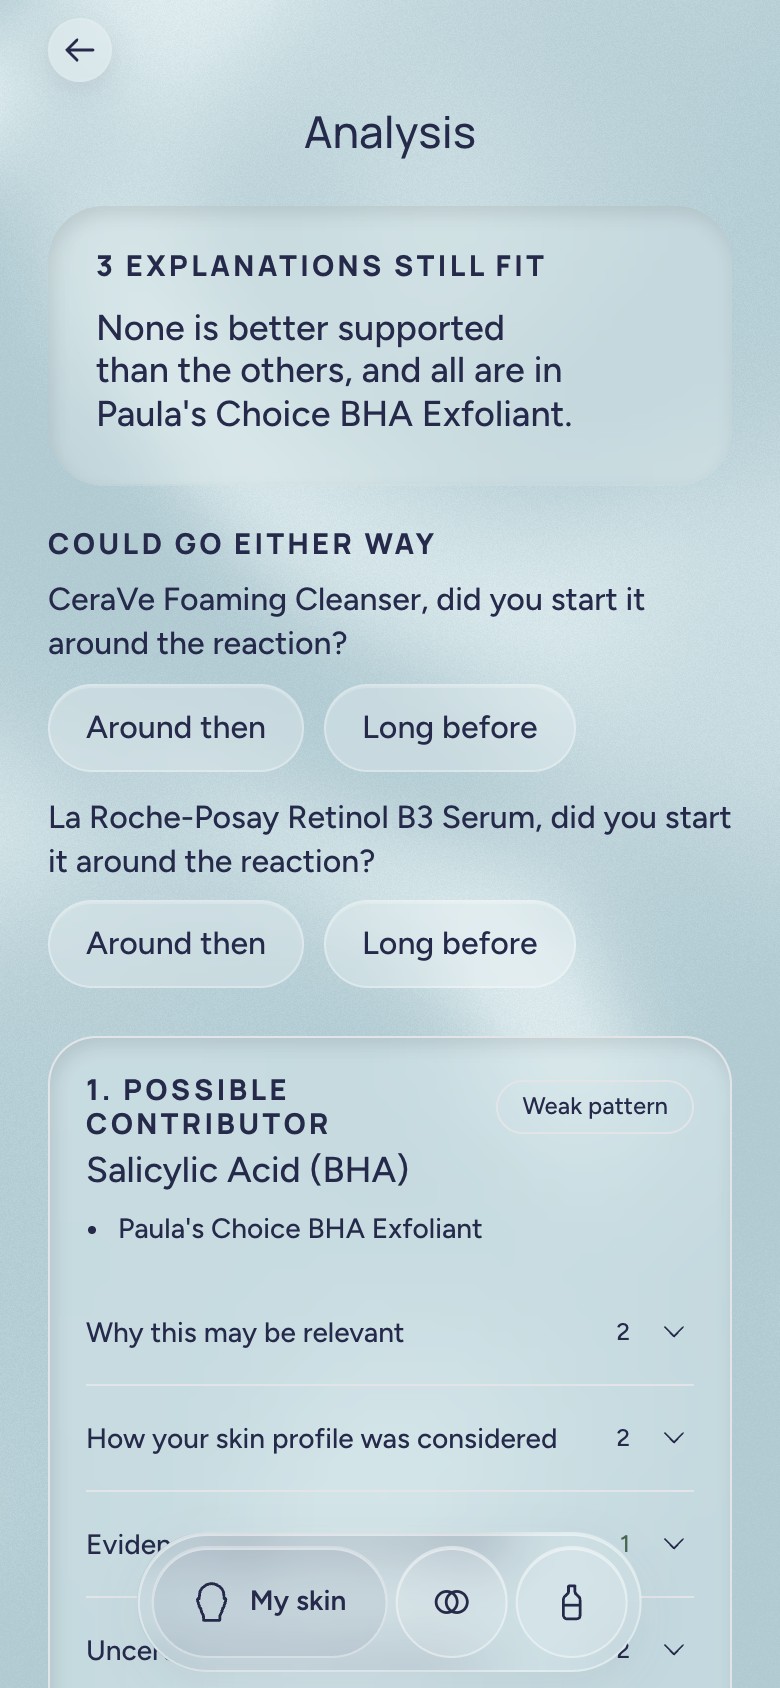 Analysis
3 EXPLANATIONS STILL FIT
None is better supported
than the others, and all are in
Paula's Choice BHA Exfoliant.
COULD GO EITHER WAY
CeraVe Foaming Cleanser, did you start it
around the reaction?
Around then
Long before
La Roche-Posay Retinol B3 Serum, did you start
it around the reaction?
Around then
Long before
1. POSSIBLE
CONTRIBUTOR
Weak pattern
Salicylic Acid (BHA)
• Paula's Choice BHA Exfoliant
Why this may be relevant 2
How your skin profile was considered 2
1
My skin
2